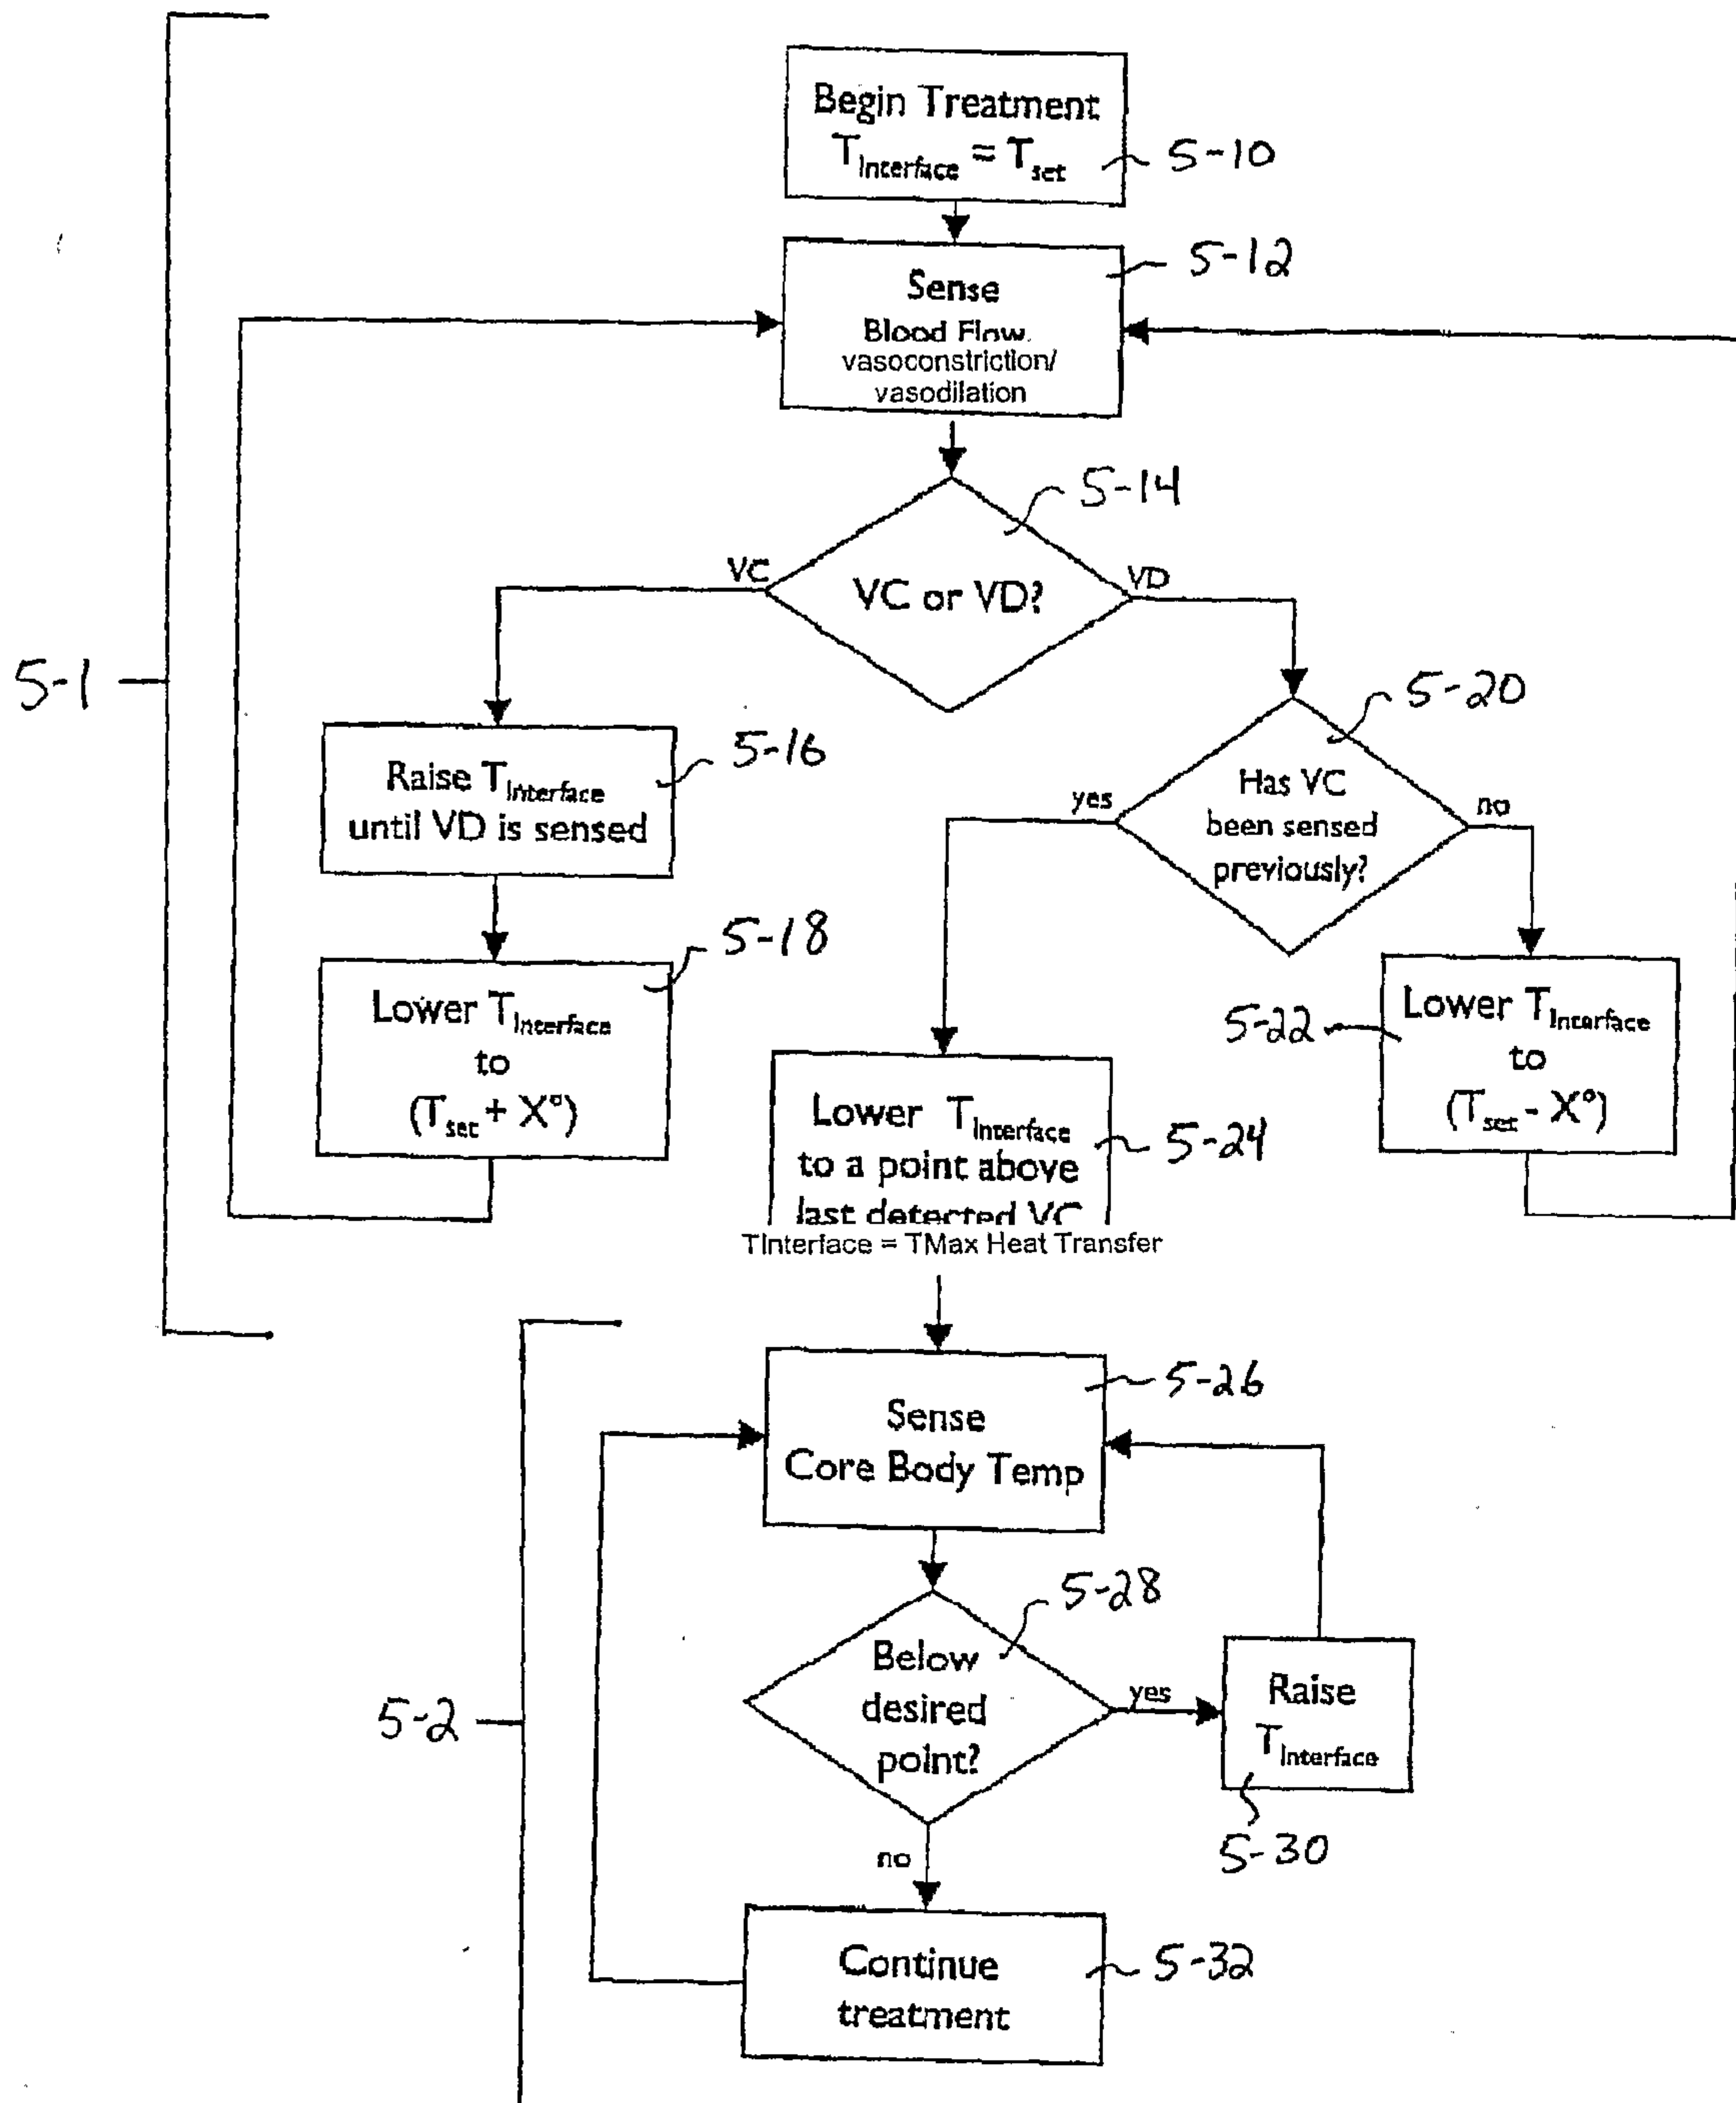 Begin Treatment
TInterface = Tset
5-10
5-12
Sense
Blood Flow,
vasoconstriction/
vasodilation
5-14
VC
VC or VD?
VD
5-1
5-20
5-16
Raise TInterface
until VD is sensed
yes
Has VC
been sensed
previously?
no
5-18
Lower TInterface
to
(Tset + X°)
5-22
Lower TInterface
to
(Tset - X°)
Lower TInterface
to a point above
last detected VC
5-24
TInterface = TMax Heat Transfer
5-26
Sense
Core Body Temp
5-28
Below
desired
point?
yes
Raise
TInterface
5-2
5-30
no
Continue
treatment
5-32